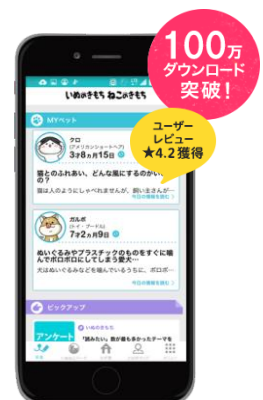 100万
ダウンロード
突破!
ユーザー
レビュー
★4.2獲得
いぬのきもち ねこのきもち
MYペット
クロ
(アメリカンショートヘア)
3才8ヵ月15日
猫とのふれあい、どんな風にするのがいい
の?
猫は人のようにしゃべれませんが、飼い主さんが…
今日の情報を読む
ガルボ
(トイ・プードル)
7才2ヵ月9日
ぬいぐるみやプラスチックのものをすぐに噛
んでボロボロにしてしまう愛犬…
犬はぬいぐるみなどを噛んでいるうちに、ボロボ…
今日の情報を読む
ピックアップ
アンケート
いぬのきもち
「読みたい」数が最も多かったテーマを